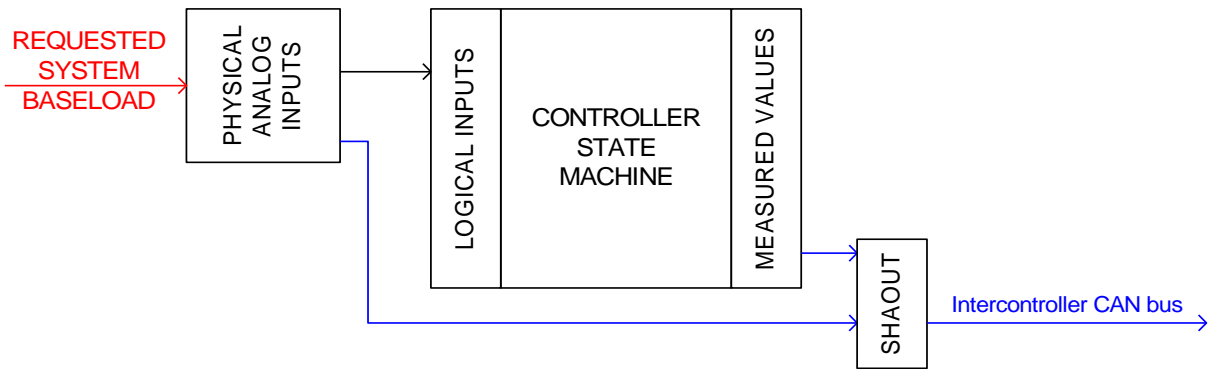 REQUESTED
SYSTEM
BASELOAD
PHYSICAL
ANALOG
INPUTS
LOGICAL INPUTS
CONTROLLER
STATE
MACHINE
MEASURED VALUES
SHAOUT
Intercontroller CAN bus